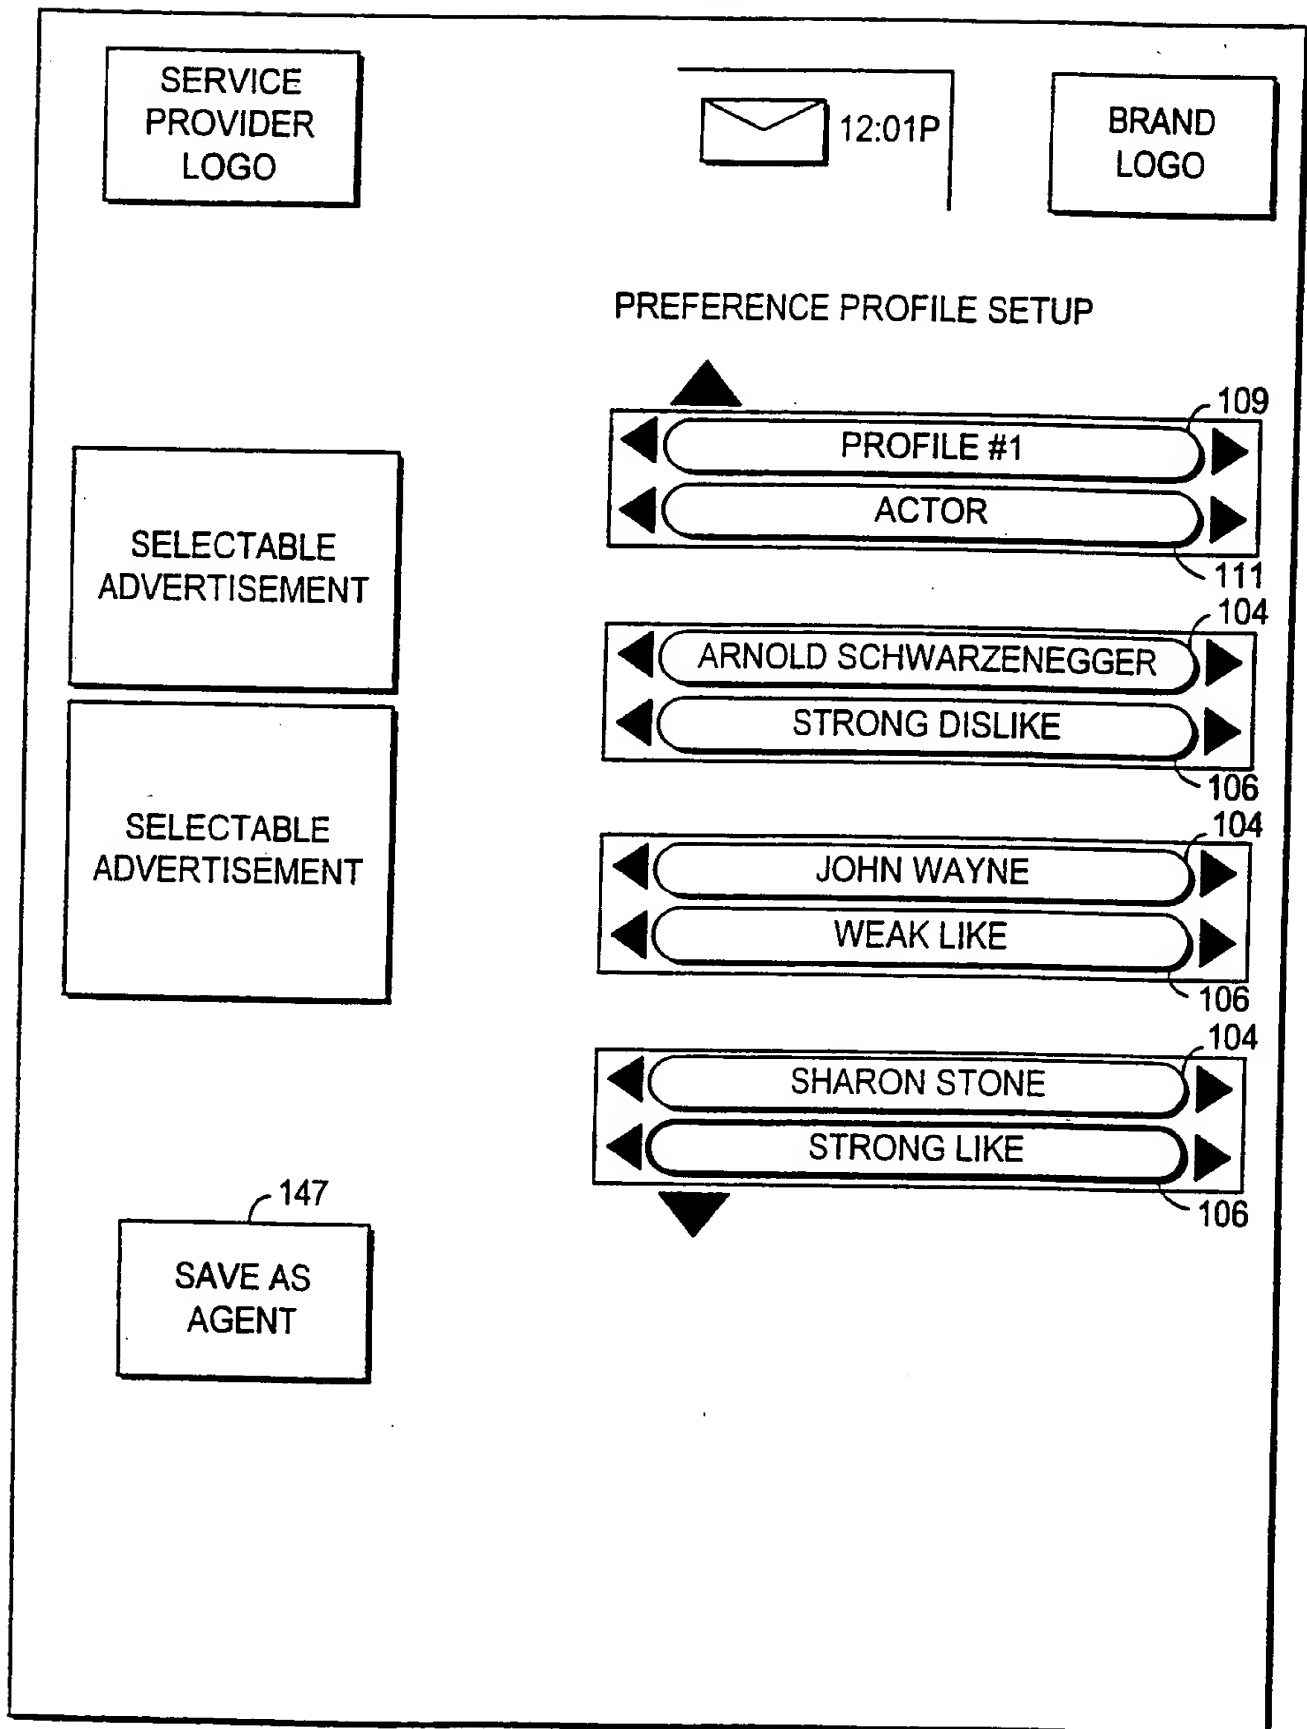 SERVICE
PROVIDER
LOGO
12:01P
BRAND
LOGO
PREFERENCE PROFILE SETUP
109
PROFILE #1
ACTOR
111
SELECTABLE
ADVERTISEMENT
104
ARNOLD SCHWARZENEGGER
STRONG DISLIKE
106
SELECTABLE
ADVERTISEMENT
104
JOHN WAYNE
WEAK LIKE
106
104
SHARON STONE
STRONG LIKE
106
147
SAVE AS
AGENT